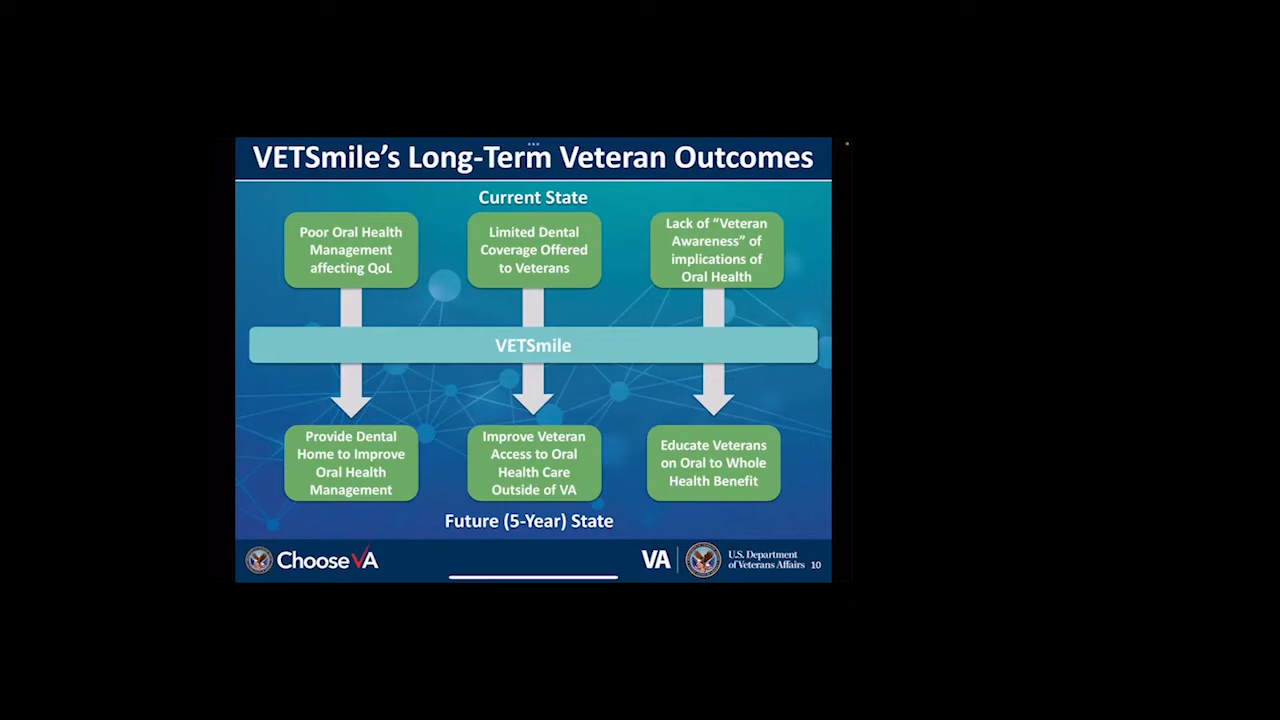 VETSmile's Long-Term Veteran Outcomes
Current State
Poor Oral Health
Management
affecting QoL
Limited Dental
Coverage Offered
to Veterans
Lack of “Veteran
Awareness” of
implications of
Oral Health
VETSmile
Provide Dental
Home to Improve
Oral Health
Management
Improve Veteran
Access to Oral
Health Care
Outside of VA
Educate Veterans
on Oral to Whole
Health Benefit
Future (5-Year) State
Choose VA
VA
U.S. Department
of Veterans Affairs
10